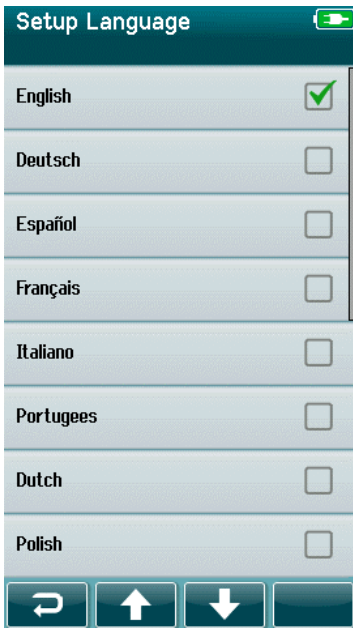 Setup Language
English
Deutsch
Español
Français
Italiano
Portugees
Dutch
Polish